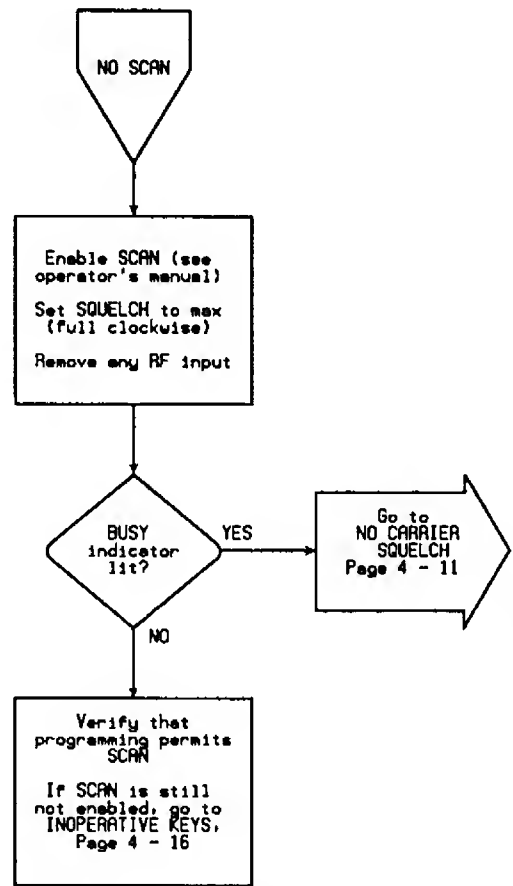 NO SCAN
Enable SCAN (see
operator's manual)
Set SQUELCH to max
(full clockwise)
Remove any RF input
BUSY
indicator
lit?
YES
Go to
NO CARRIER
SQUELCH
Page 4 - 11
NO
Verify that
programming permits
SCAN
If SCAN is still
not enabled, go to
INOPERATIVE KEYS,
Page 4 - 16